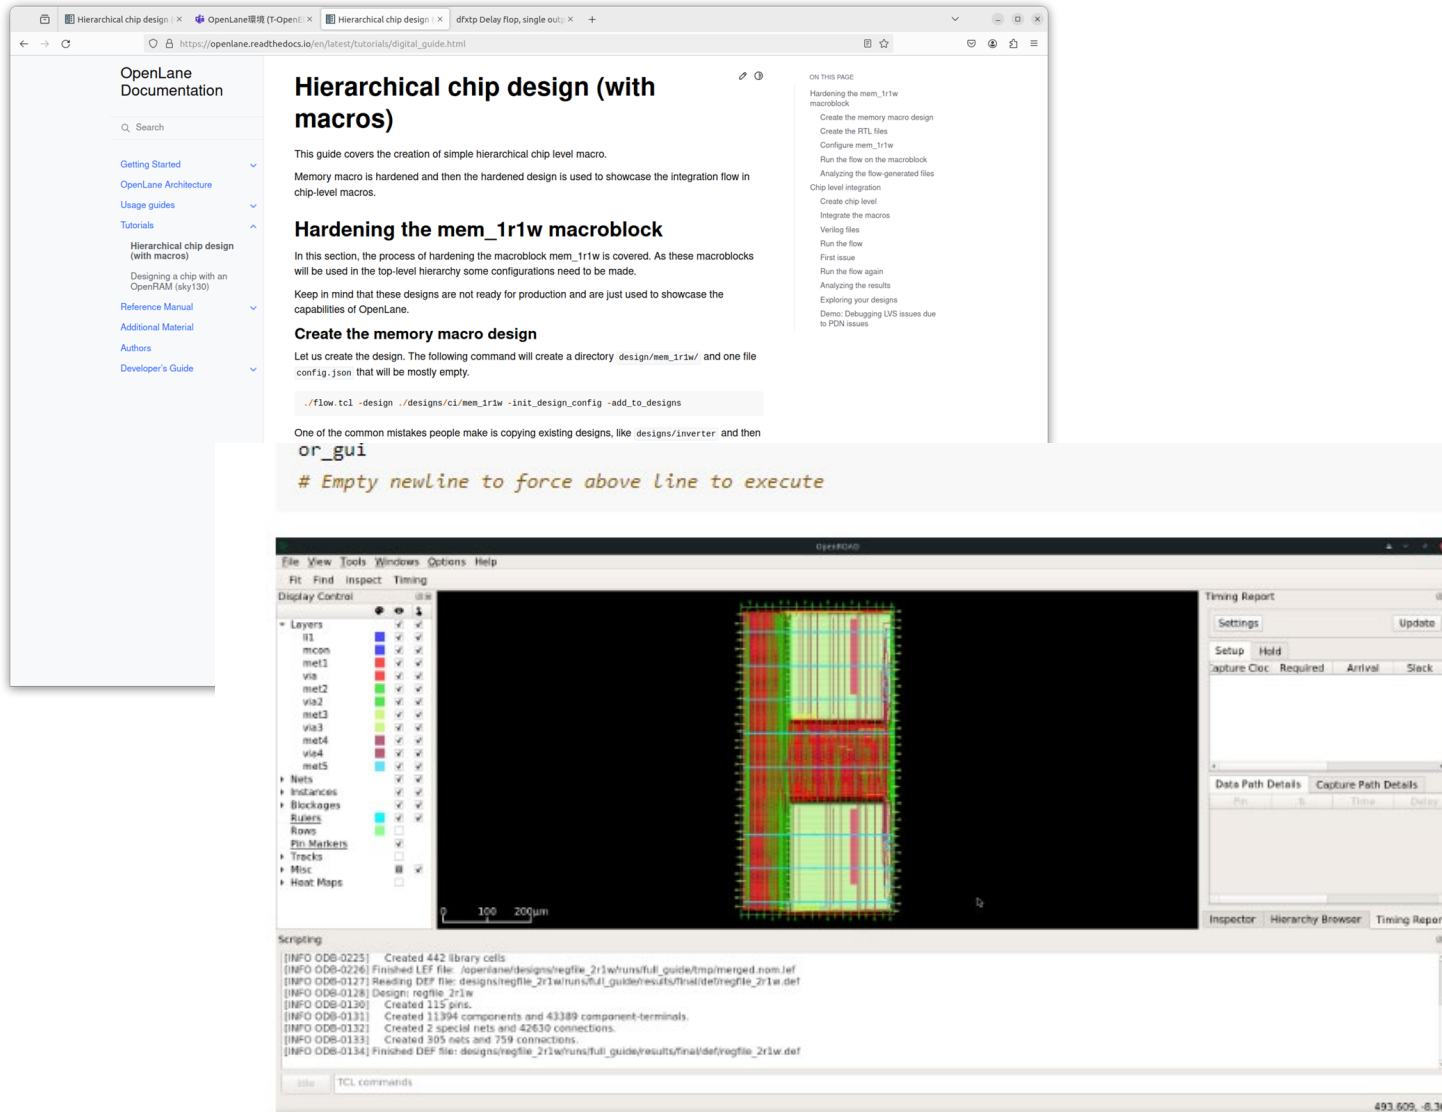 Hierarchical chip design (
OpenLane環境 (T-OpenE
Hierarchical chip design (
dfxtp Delay flop, single outp
https://openlane.readthedocs.io/en/latest/tutorials/digital_guide.html
OpenLane
Documentation
Search
Getting Started
OpenLane Architecture
Usage guides
Tutorials
Hierarchical chip design
(with macros)
Designing a chip with an
OpenRAM (sky130)
Reference Manual
Additional Material
Authors
Developer's Guide
Hierarchical chip design (with
macros)
This guide covers the creation of simple hierarchical chip level macro.
Memory macro is hardened and then the hardened design is used to showcase the integration flow in
chip-level macros.
Hardening the mem_1r1w macroblock
In this section, the process of hardening the macroblock mem_1r1w is covered. As these macroblocks
will be used in the top-level hierarchy some configurations need to be made.
Keep in mind that these designs are not ready for production and are just used to showcase the
capabilities of OpenLane.
Create the memory macro design
Let us create the design. The following command will create a directory design/mem_1r1w/ and one file
config.json that will be mostly empty.
./flow.tcl -design ./designs/ci/mem_1r1w -init_design_config -add_to_designs
One of the common mistakes people make is copying existing designs, like designs/inverter and then
ON THIS PAGE
Hardening the mem_1r1w
macroblock
Create the memory macro design
Create the RTL files
Configure mem_1r1w
Run the flow on the macroblock
Analyzing the flow-generated files
Chip level integration
Create chip level
Integrate the macros
Verilog files
Run the flow
First issue
Run the flow again
Analyzing the results
Exploring your designs
Demo: Debugging LVS issues due
to PDN issues
or_gui
# Empty newline to force above line to execute
OpenROAD
File View Tools Windows Options Help
Fit Find Inspect Timing
Display Control
Layers
li1
mcon
met1
via
met2
via2
met3
via3
met4
via4
met5
Nets
Instances
Blockages
Rulers
Rows
Pin Markers
Tracks
Misc
Heat Maps
0 100 200μm
Timing Report
Settings Update
Setup Hold
apture Cloc Required Arrival Slack
Data Path Details Capture Path Details
Pin Time Delay
Inspector Hierarchy Browser Timing Repor
Scripting
[INFO ODB-0225] Created 442 library cells
[INFO ODB-0226] Finished LEF file: /openlane/designs/regfile_2r1w/runs/full_guide/tmp/merged.nom.lef
[INFO ODB-0127] Reading DEF file: designs/regfile_2r1w/runs/full_guide/results/final/def/regfile_2r1w.def
[INFO ODB-0128] Design: regfile_2r1w
[INFO ODB-0130] Created 115 pins.
[INFO ODB-0131] Created 11394 components and 43389 component-terminals.
[INFO ODB-0132] Created 2 special nets and 42630 connections.
[INFO ODB-0133] Created 305 nets and 759 connections.
[INFO ODB-0134] Finished DEF file: designs/regfile_2r1w/runs/full_guide/results/final/def/regfile_2r1w.def
Idle TCL commands
493.609, -8.36